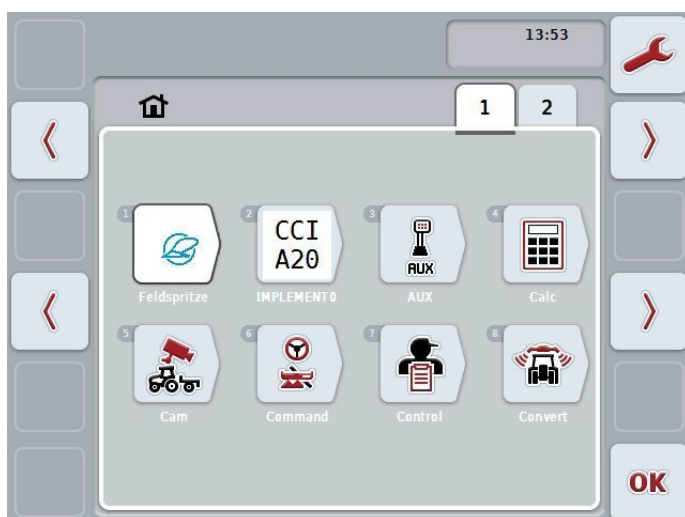 13:53
1 2
1 2 3 4
CCI
A20
AUX
Feldspritze IMPLEMENT0 AUX Calc
5 6 7 8
Cam Command Control Convert
OK